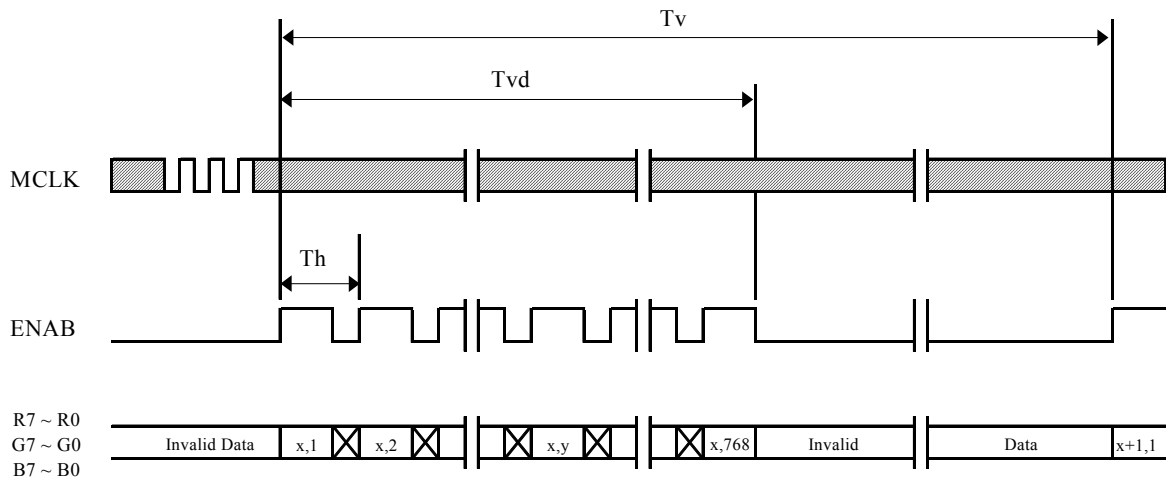 Tv
Tvd
MCLK
Th
ENAB
R7 ~ R0
G7 ~ G0
B7 ~ B0
Invalid Data x,1 x,2 x,y x,768 Invalid Data x+1,1